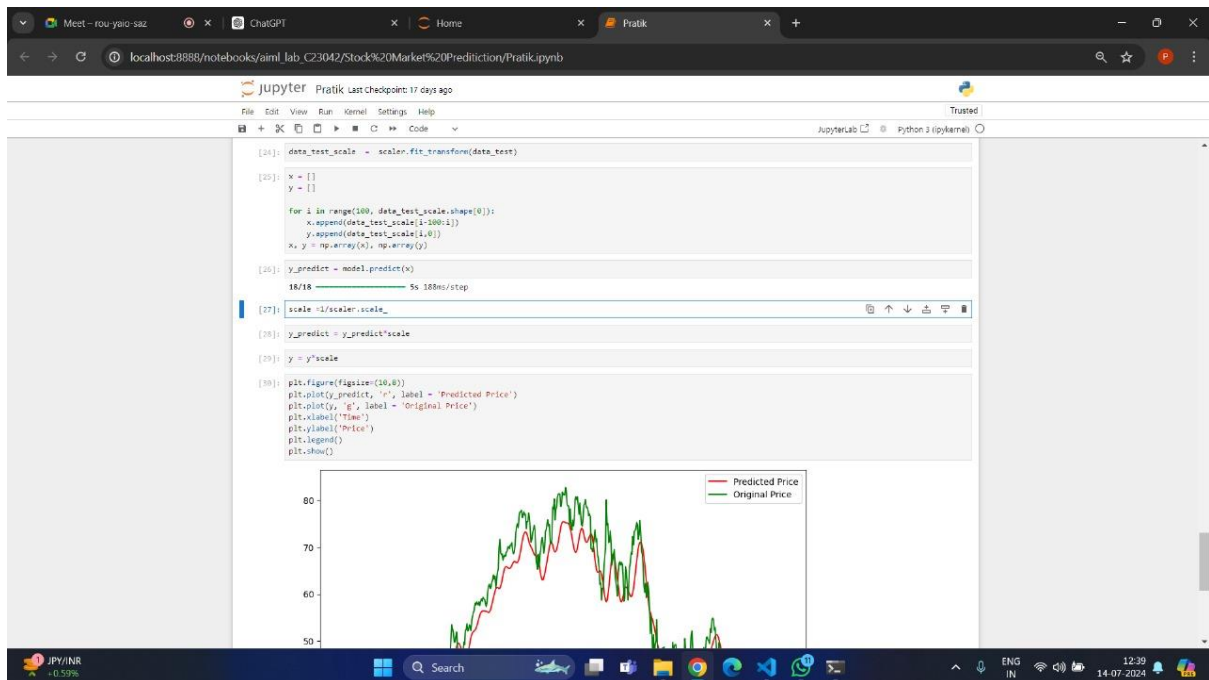 Meet – rou-yaio-saz
ChatGPT
Home
Pratik
localhost:8888/notebooks/aiml_lab_C23042/Stock%20Market%20Preditiction/Pratik.ipynb
P
jupyter Pratik Last Checkpoint: 17 days ago
File Edit View Run Kernel Settings Help
Trusted
Code
JupyterLab
Python 3 (ipykernel)
[24]: data_test_scale = scaler.fit_transform(data_test)
[25]: x = []
y = []
for i in range(100, data_test_scale.shape[0]):
x.append(data_test_scale[i-100:i])
y.append(data_test_scale[i,0])
x, y = np.array(x), np.array(y)
[26]: y_predict = model.predict(x)
18/18 5s 188ms/step
[27]: scale =1/scaler.scale_
[28]: y_predict = y_predict*scale
[29]: y = y*scale
[30]: plt.figure(figsize=(10,8))
plt.plot(y_predict, 'r', label = 'Predicted Price')
plt.plot(y, 'g', label = 'Original Price')
plt.xlabel('Time')
plt.ylabel('Price')
plt.legend()
plt.show()
Predicted Price
Original Price
80
70
60
50
1
JPY/INR
-0.59%
Search
ENG
IN
12:39
14-07-2024